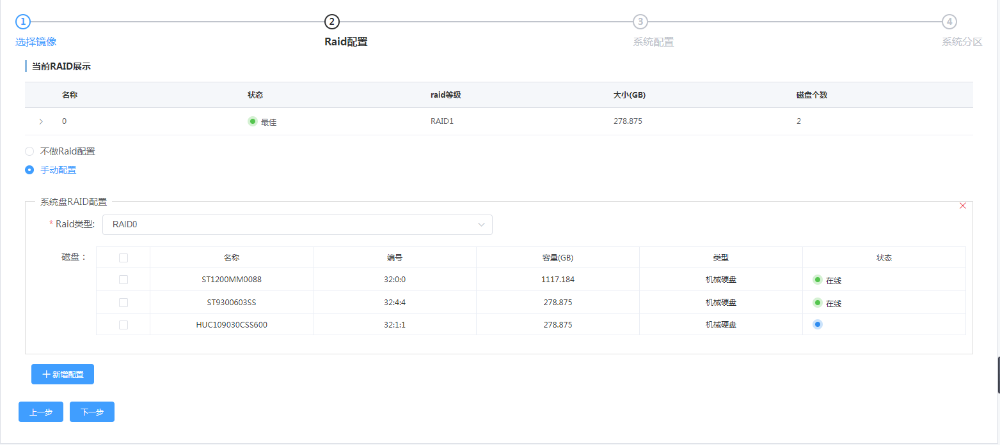 1 2 3 4
选择镜像 Raid配置 系统配置 系统分区
当前RAID展示
名称 状态 raid等级 大小(GB) 磁盘个数
0 最佳 RAID1 278.875 2
不做Raid配置
手动配置
系统盘RAID配置
* Raid类型: RAID0
磁盘： 名称 编号 容量(GB) 类型 状态
ST1200MM0088 32:0:0 1117.184 机械硬盘 在线
ST9300603SS 32:4:4 278.875 机械硬盘 在线
HUC109030CSS600 32:1:1 278.875 机械硬盘
新增配置
上一步 下一步